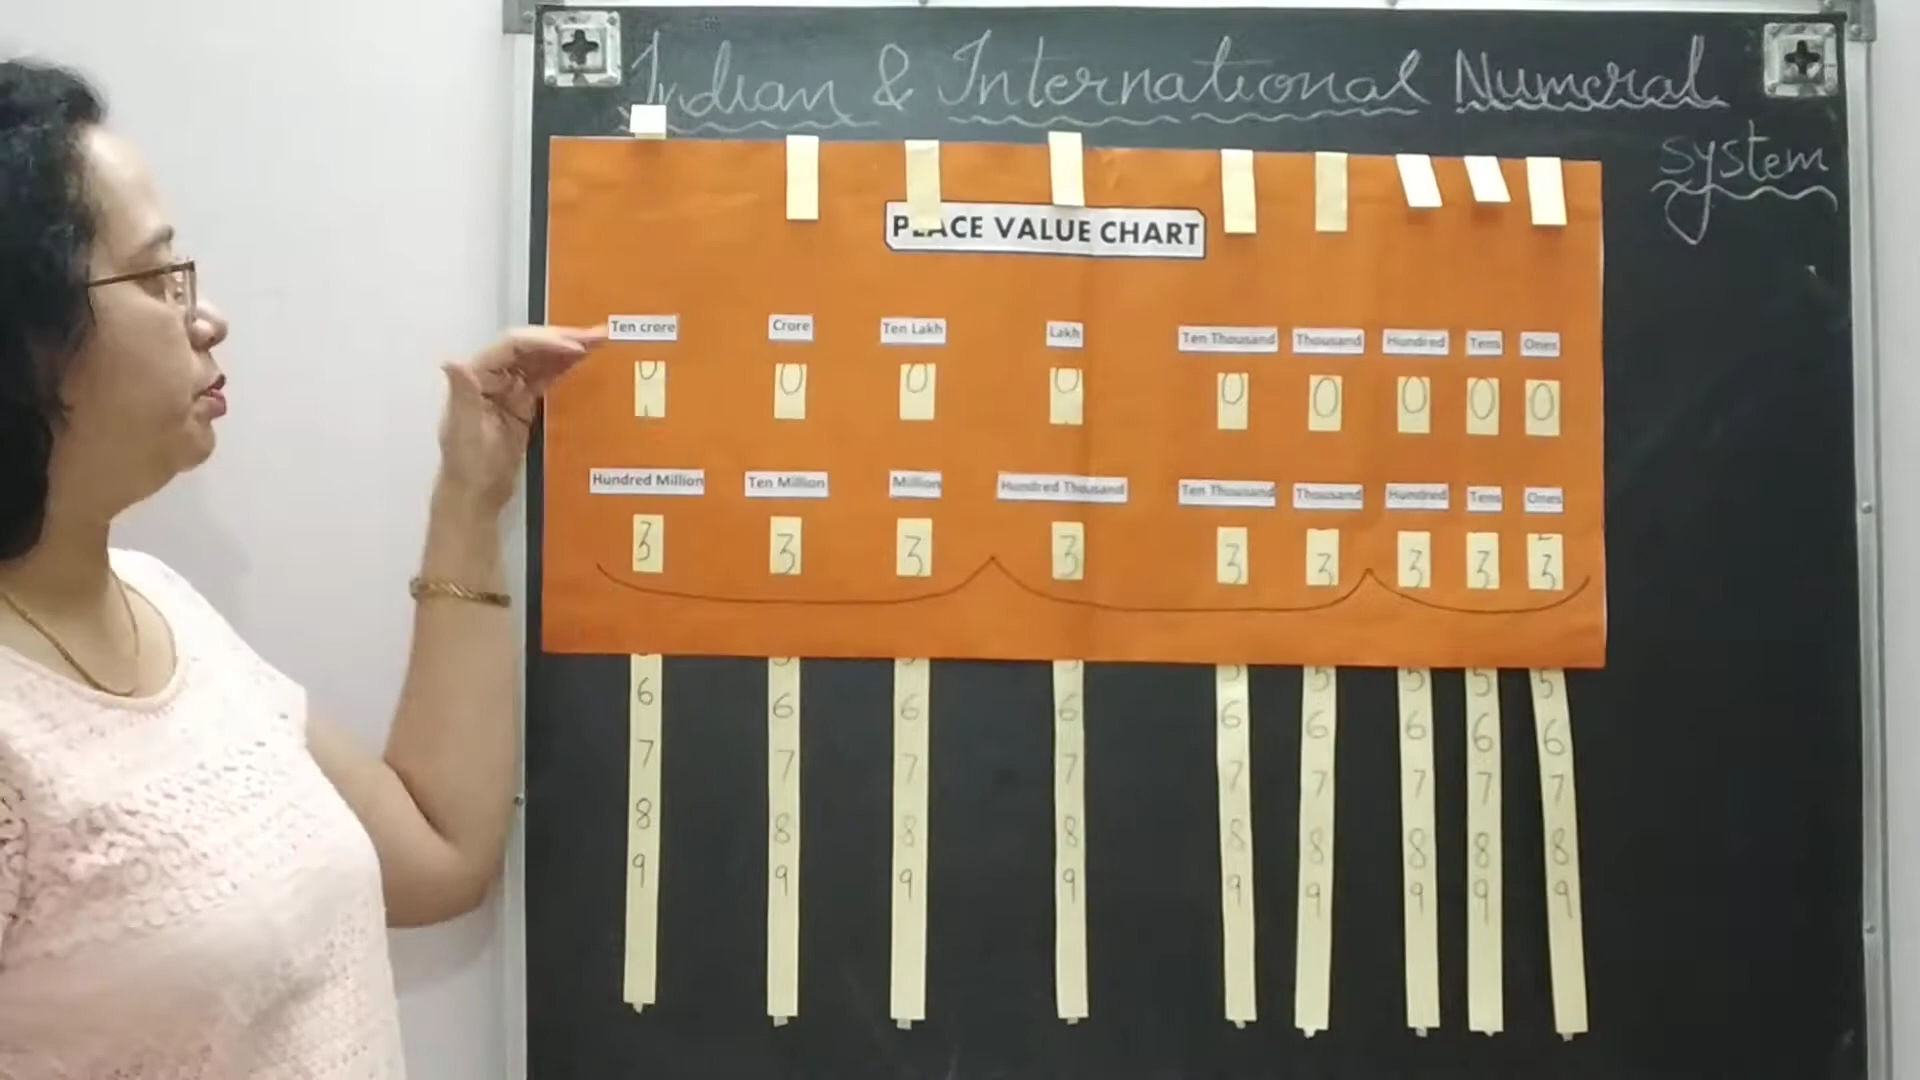 Indian & International Numeral
system
PLACE VALUE CHART
Ten crore Crore Ten Lakh Lakh Ten Thousand Thousand Hundred Tens Ones
0 0 0 0 0 0 0 0 0
Hundred Million Ten Million Million Hundred Thousand Ten Thousand Thousand Hundred Tens Ones
3 3 3 3 3 3 3 3 3
5 5 5 5
6 6 6 6 6 6 6 6 6
7 7 7 7 7 7 7 7 7
8 8 8 8 8 8 8 8 8
9 9 9 9 9 9 9 9 9